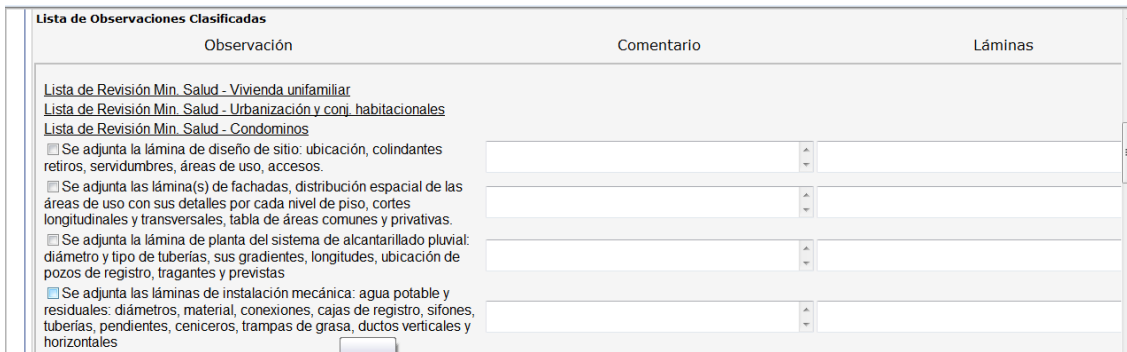 Lista de Observaciones Clasificadas
Observación Comentario Láminas
Lista de Revisión Min. Salud - Vivienda unifamiliar
Lista de Revisión Min. Salud - Urbanización y conj. habitacionales
Lista de Revisión Min. Salud - Condominos
Se adjunta la lámina de diseño de sitio: ubicación, colindantes
retiros, servidumbres, áreas de uso, accesos.
Se adjunta las lámina(s) de fachadas, distribución espacial de las
áreas de uso con sus detalles por cada nivel de piso, cortes
longitudinales y transversales, tabla de áreas comunes y privativas.
Se adjunta la lámina de planta del sistema de alcantarillado pluvial:
diámetro y tipo de tuberías, sus gradientes, longitudes, ubicación de
pozos de registro, tragantes y previstas
Se adjunta las láminas de instalación mecánica: agua potable y
residuales: diámetros, material, conexiones, cajas de registro, sifones,
tuberías, pendientes, ceniceros, trampas de grasa, ductos verticales y
horizontales